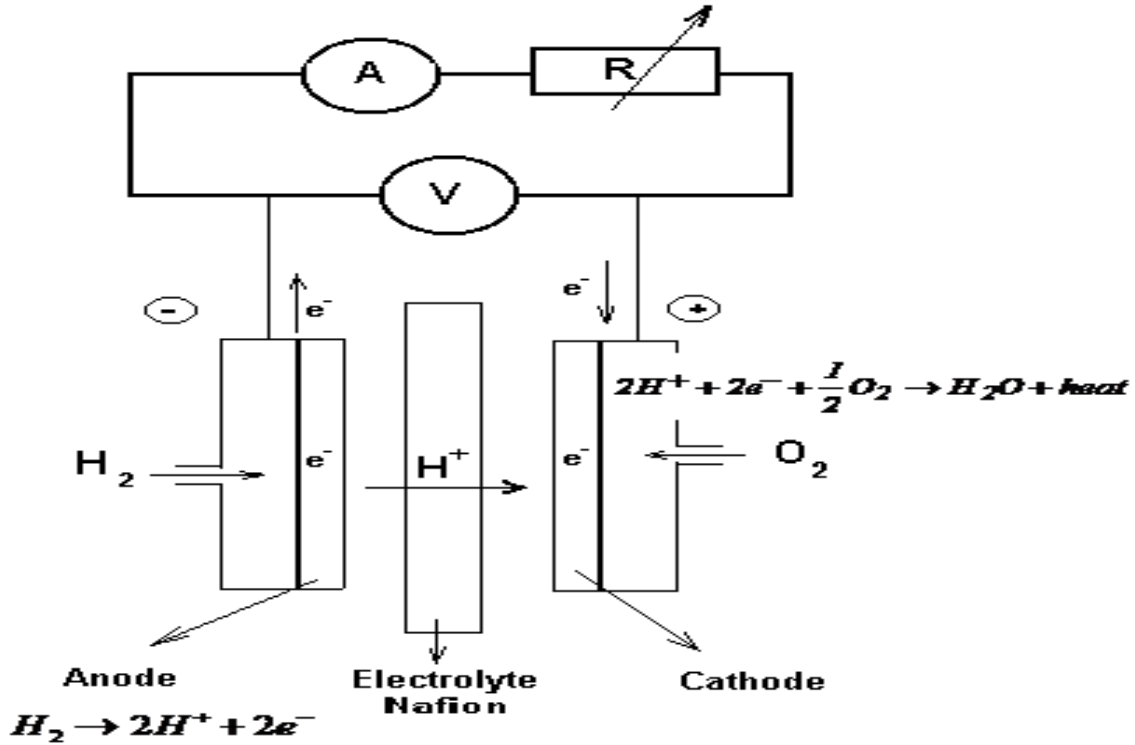 A
R
V
-
e⁻
e⁻
+
2H⁺ + 2e⁻ + 1/2 O₂ → H₂O + heat
H₂
e⁻
H⁺
e⁻
O₂
Anode
Electrolyte
Nafion
Cathode
H₂ → 2H⁺ + 2e⁻